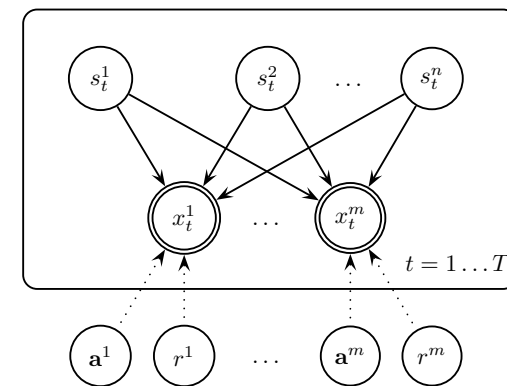 s_t^1 s_t^2 … s_t^n
x_t^1 … x_t^m
t = 1 … T
a^1 r^1 … a^m r^m